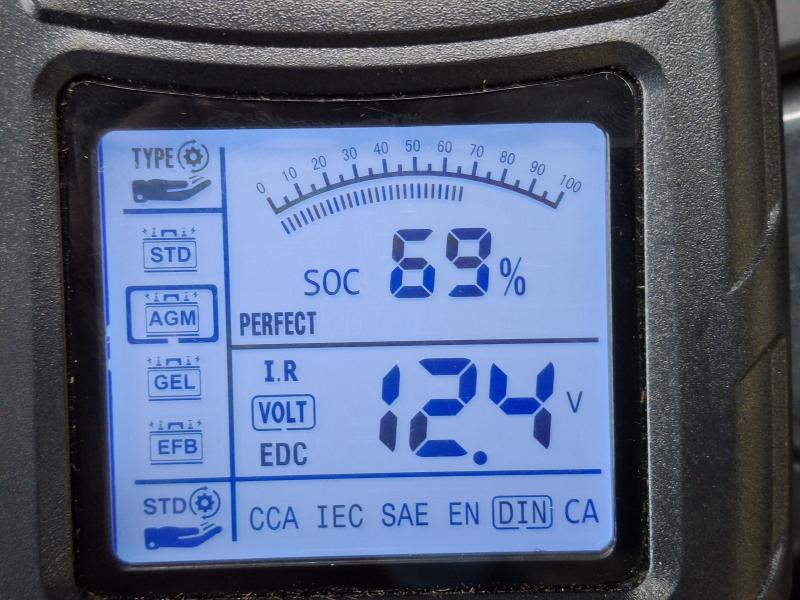 TYPE
0 10 20 30 40 50 60 70 80 90 100
STD
SOC 69%
AGM
PERFECT
GEL
I.R
VOLT 12.4 V
EFB
EDC
STD
CCA IEC SAE EN DIN CA